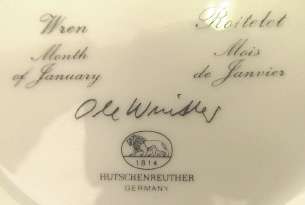 Wren
Month
of January
Roitelet
Mois
de Janvier
Ole Winther
1814
HUTSCHENREUTHER
GERMANY